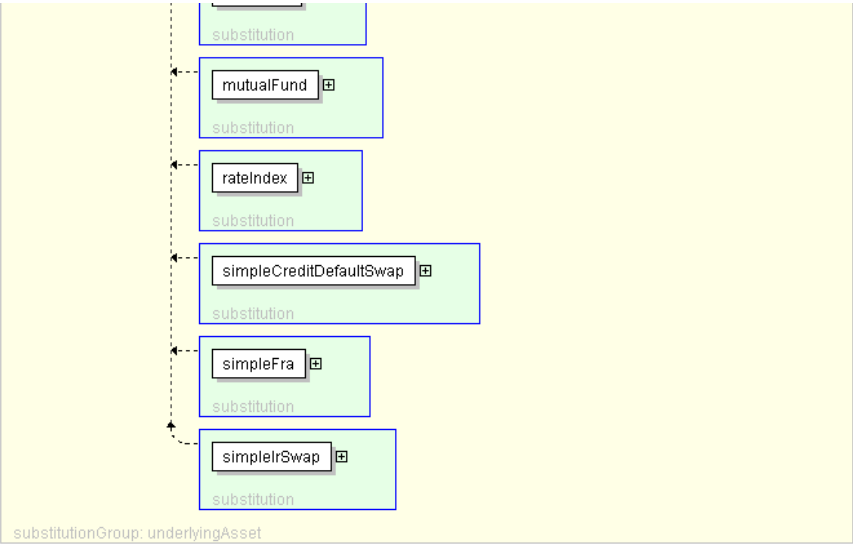 substitution
mutualFund
substitution
rateIndex
substitution
simpleCreditDefaultSwap
substitution
simpleFra
substitution
simpleIrSwap
substitution
substitutionGroup: underlyingAsset